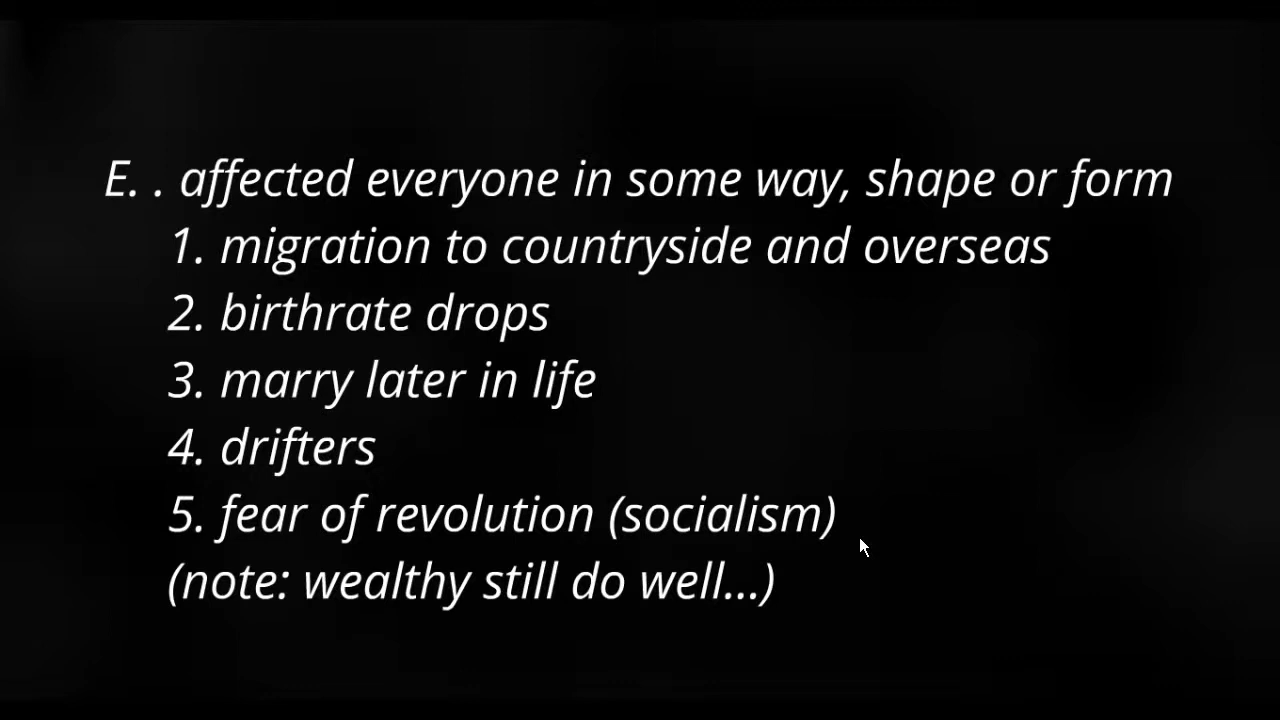 E. . affected everyone in some way, shape or form
1. migration to countryside and overseas
2. birthrate drops
3. marry later in life
4. drifters
5. fear of revolution (socialism)
(note: wealthy still do well...)